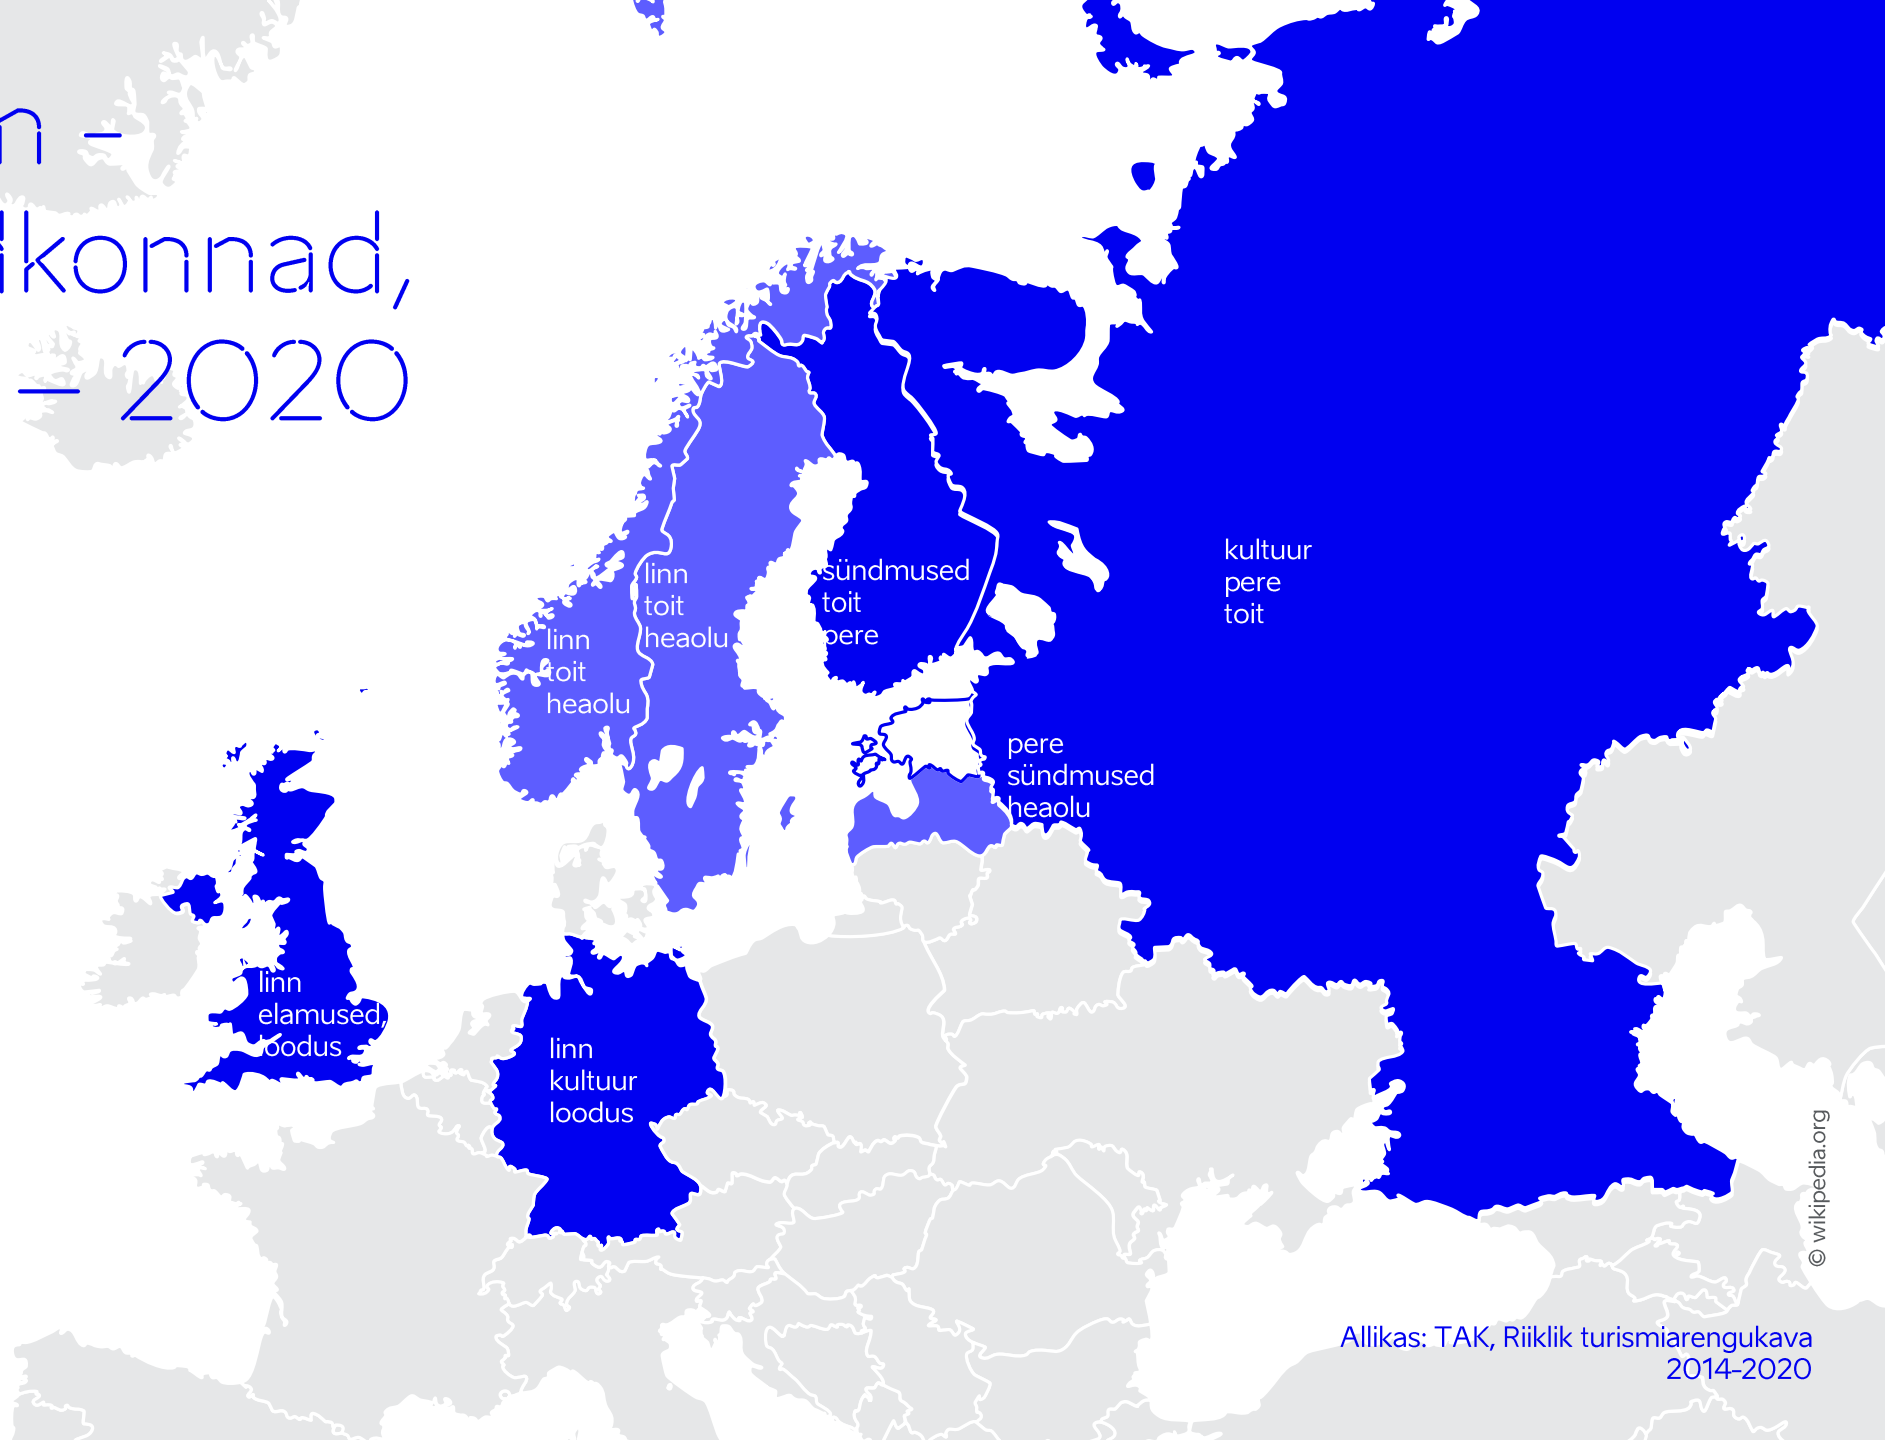 n –
lkonnad,
– 2020
linn
toit
heaolu
linn
toit
heaolu
sündmused
toit
pere
kultuur
pere
toit
pere
sündmused
heaolu
linn
elamused,
loodus
linn
kultuur
loodus
© wikipedia.org
Allikas: TAK, Riiklik turismiarengukava
2014-2020